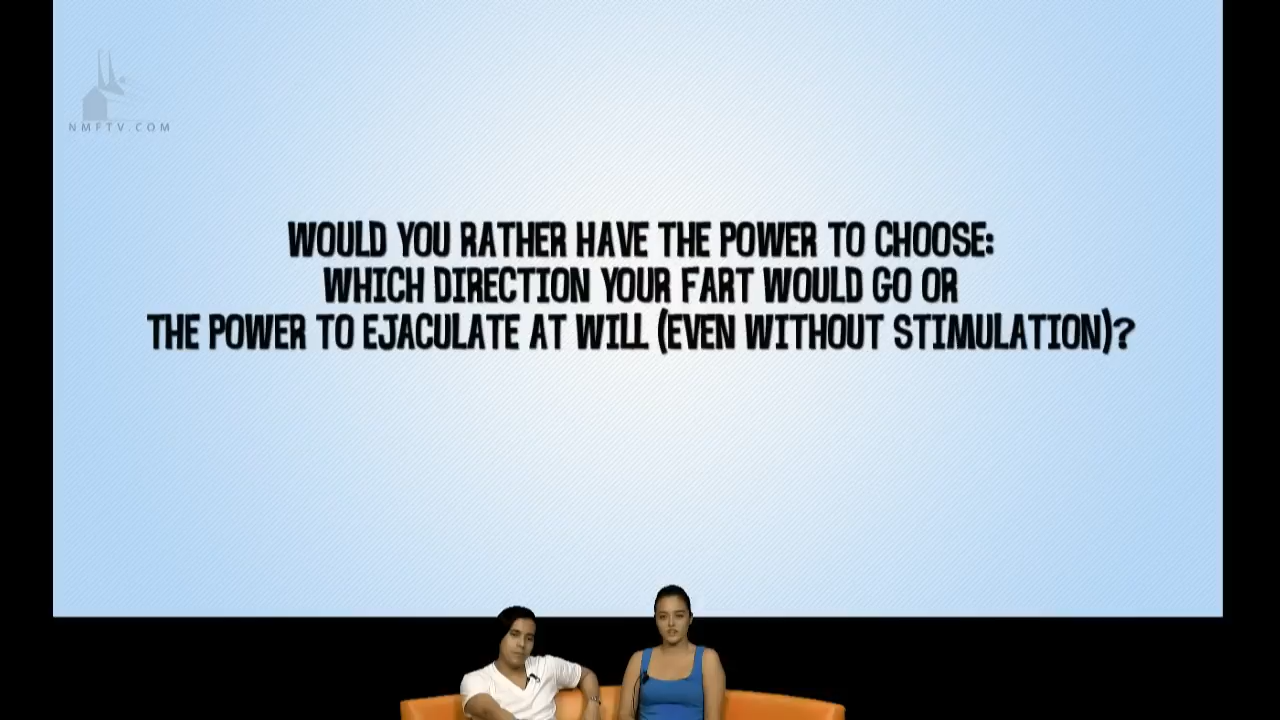 NMFTV.COM
WOULD YOU RATHER HAVE THE POWER TO CHOOSE:
WHICH DIRECTION YOUR FART WOULD GO OR
THE POWER TO EJACULATE AT WILL (EVEN WITHOUT STIMULATION)?